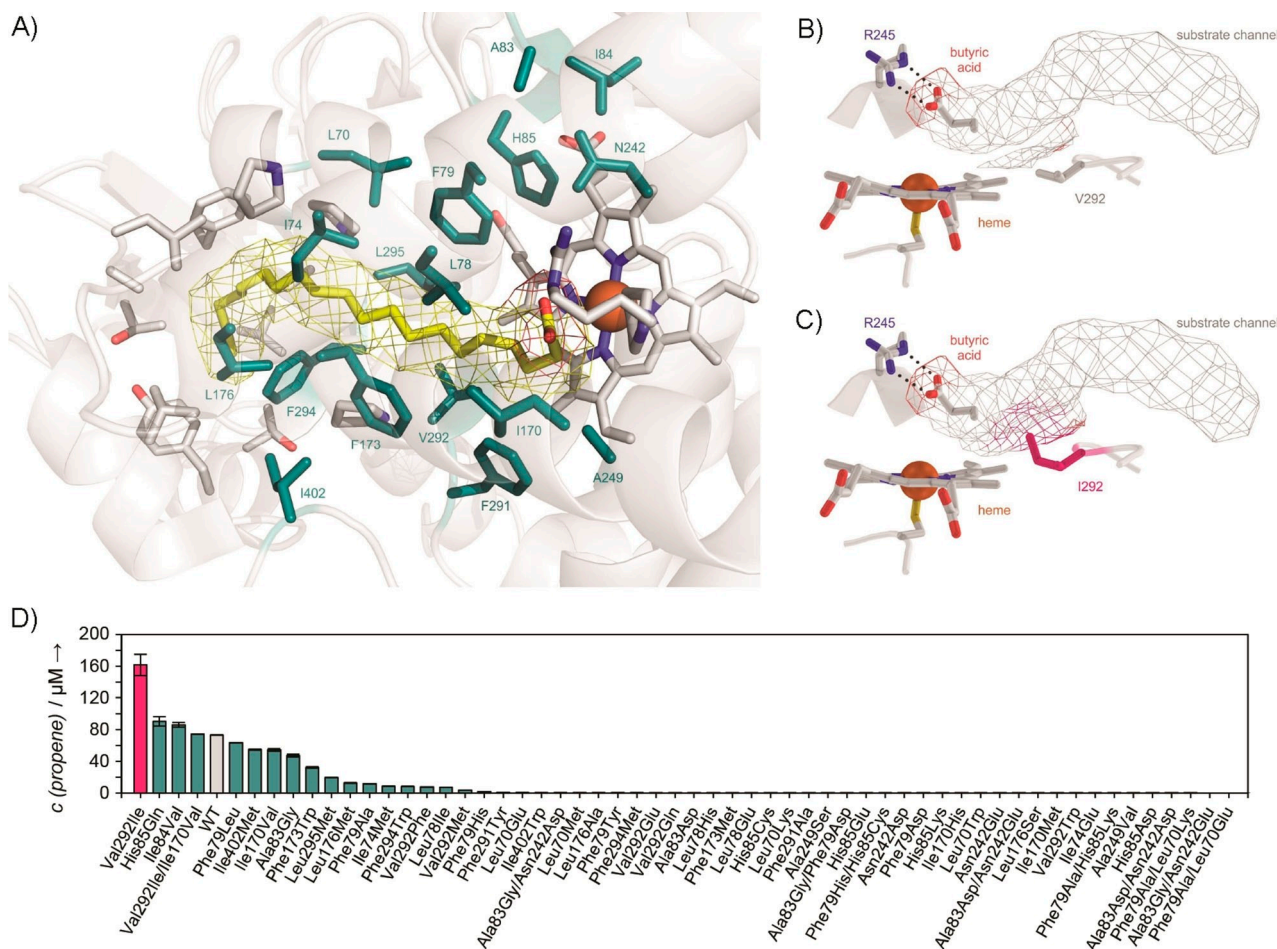 A)
A83
I84
L70
H85
N242
F79
I74
L295
L78
L176
F294
F173
V292
I170
A249
F291
I402
B)
R245
butyric
acid
substrate channel
V292
heme
C)
R245
butyric
acid
substrate channel
I292
heme
D)
c (propene) / µM →
200
160
120
80
40
0
Val292Ile
His85Gln
Ile84Val
Val292Ile/Ile170Val
WT
Phe79Leu
Ile402Met
Ile170Val
Ala83Gly
Phe173Trp
Leu295Met
Leu176Met
Phe79Ala
Ile74Met
Phe294Trp
Val292Phe
Leu78Ile
Val292Met
Phe79His
Phe291Tyr
Leu70Glu
Ile402Trp
Ala83Gly/Asn242Asp
Leu70Met
Leu176Ala
Phe79Tyr
Phe294Met
Val292Glu
Val292Gln
Ala83Asp
Leu78His
Phe173Met
Leu78Glu
His85Cys
Leu70Lys
Phe291Ala
Ala249Ser
His85Glu
Ala83Gly/Phe79Asp
Phe79His/His85Cys
Asn242Asp
Phe79Asp
His85Lys
Ile170His
Leu70Trp
Asn242Glu
Ala83Asp/Asn242Glu
Leu176Ser
Ile170Met
Val292Trp
Ile74Glu
Phe79Ala/His85Lys
Ala249Val
His85Asp
Ala83Asp/Asn242Asp
Phe79Ala/Leu70Lys
Ala83Gly/Asn242Glu
Phe79Ala/Leu70Glu